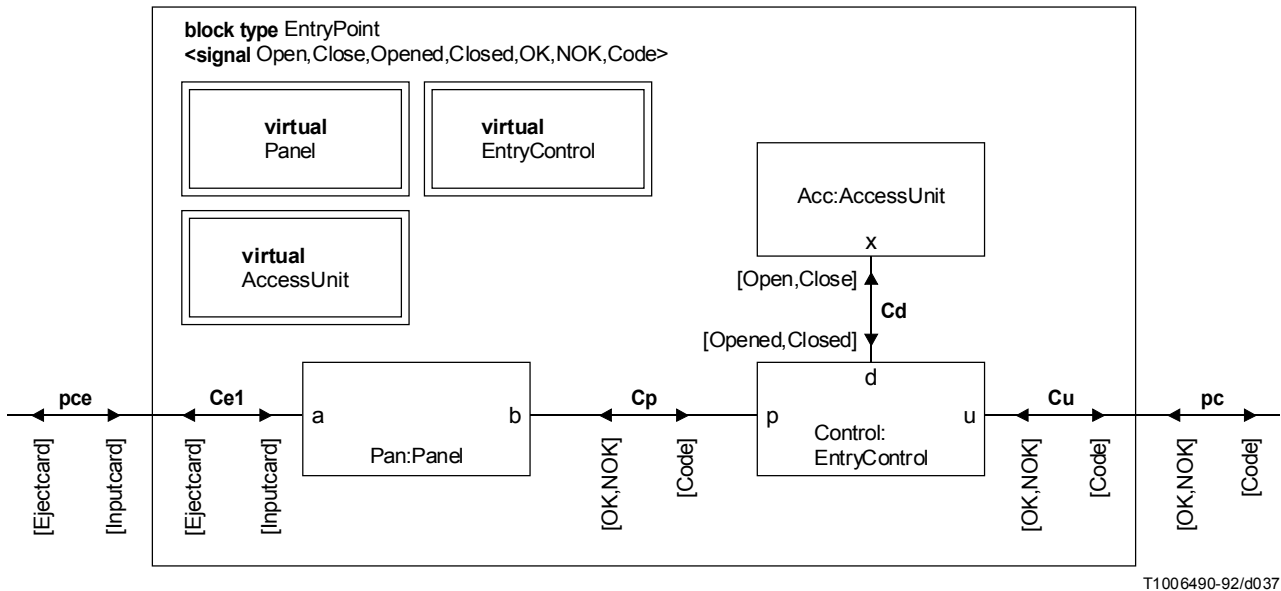 block type EntryPoint
<signal Open,Close,Opened,Closed,OK,NOK,Code>
virtual
Panel
virtual
EntryControl
virtual
AccessUnit
Acc:AccessUnit
x
[Open,Close]
Cd
[Opened,Closed]
d
pce
Ce1
a
b
Pan:Panel
Cp
p
u
Control:
EntryControl
Cu
pc
[Ejectcard]
[Inputcard]
[Ejectcard]
[Inputcard]
[OK,NOK]
[Code]
[OK,NOK]
[Code]
[OK,NOK]
[Code]
T1006490-92/d037